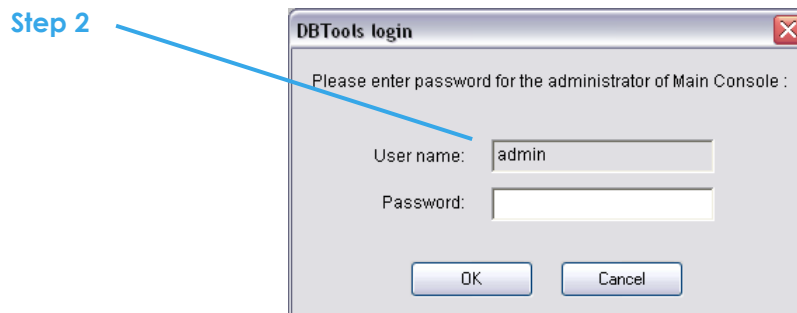 Step 2
DBTools login
Please enter password for the administrator of Main Console :
User name: admin
Password:
OK Cancel